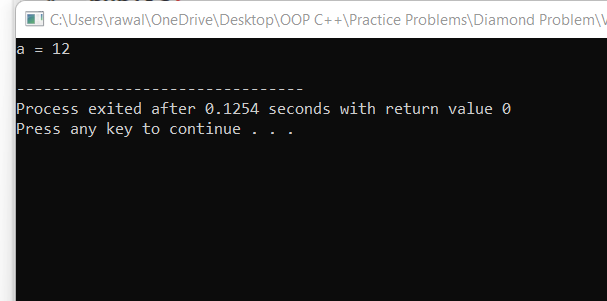 C:\Users\rawal\OneDrive\Desktop\OOP C++\Practice Problems\Diamond Problem\V
a = 12
--------------------------------
Process exited after 0.1254 seconds with return value 0
Press any key to continue . . .